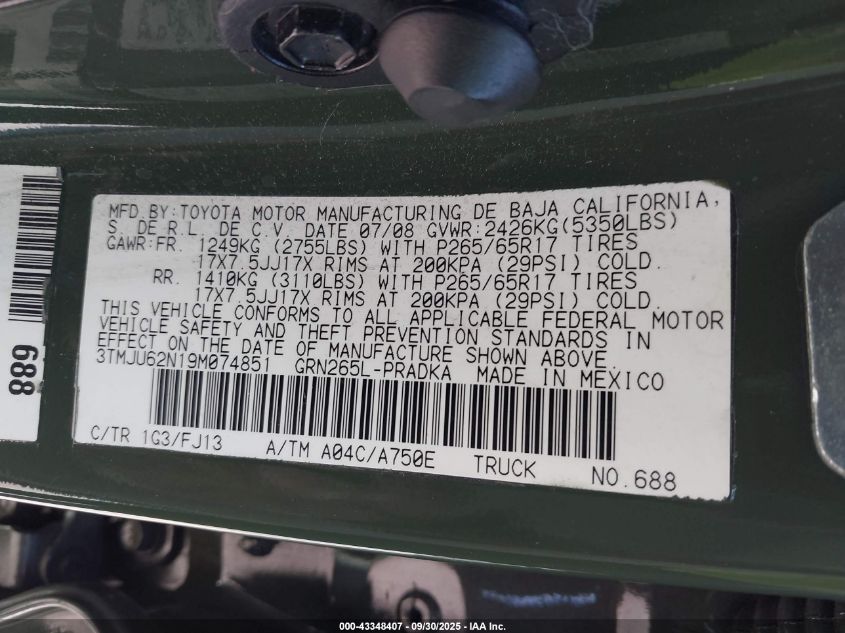 MFD.BY:TOYOTA MOTOR MANUFACTURING DE BAJA CALIFORNIA,
S. DE R.L. DE C.V. DATE 07/08 GVWR:2426KG(5350LBS)
GAWR:FR. 1249KG (2755LBS) WITH P265/65R17 TIRES
17X7.5JJ17X RIMS AT 200KPA (29PSI) COLD.
RR. 1410KG (3110LBS) WITH P265/65R17 TIRES
17X7.5JJ17X RIMS AT 200KPA (29PSI) COLD.
THIS VEHICLE CONFORMS TO ALL APPLICABLE FEDERAL MOTOR
VEHICLE SAFETY AND THEFT PREVENTION STANDARDS IN
EFFECT ON THE DATE OF MANUFACTURE SHOWN ABOVE.
3TMJU62N19M074851 GRN265L-PRADKA MADE IN MEXICO
C/TR 1G3/FJ13 A/TM A04C/A750E TRUCK NO.688
688
000-43348407 - 09/30/2025 - IAA Inc.